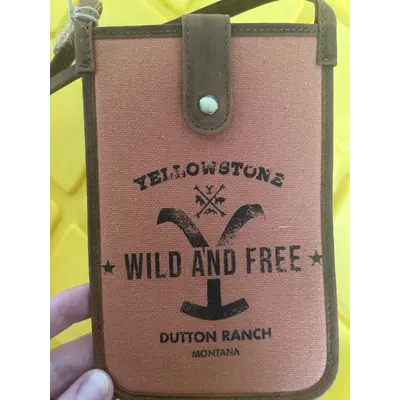 YELLOWSTONE
Y
WILD AND FREE
DUTTON RANCH
MONTANA